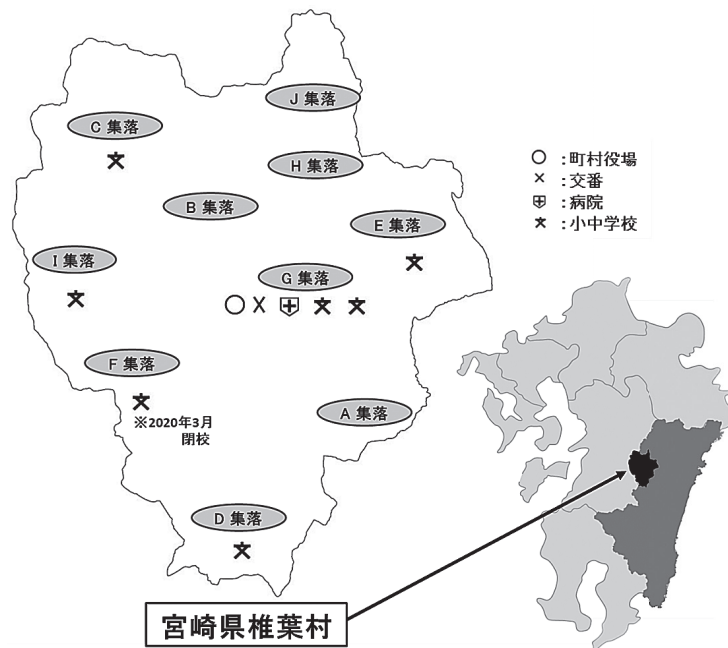 J 集落
C 集落
H 集落
B 集落
E 集落
I 集落
G 集落
F 集落
※2020年3月
閉校
A 集落
D 集落
:町村役場
:交番
:病院
:小中学校
宮崎県椎葉村